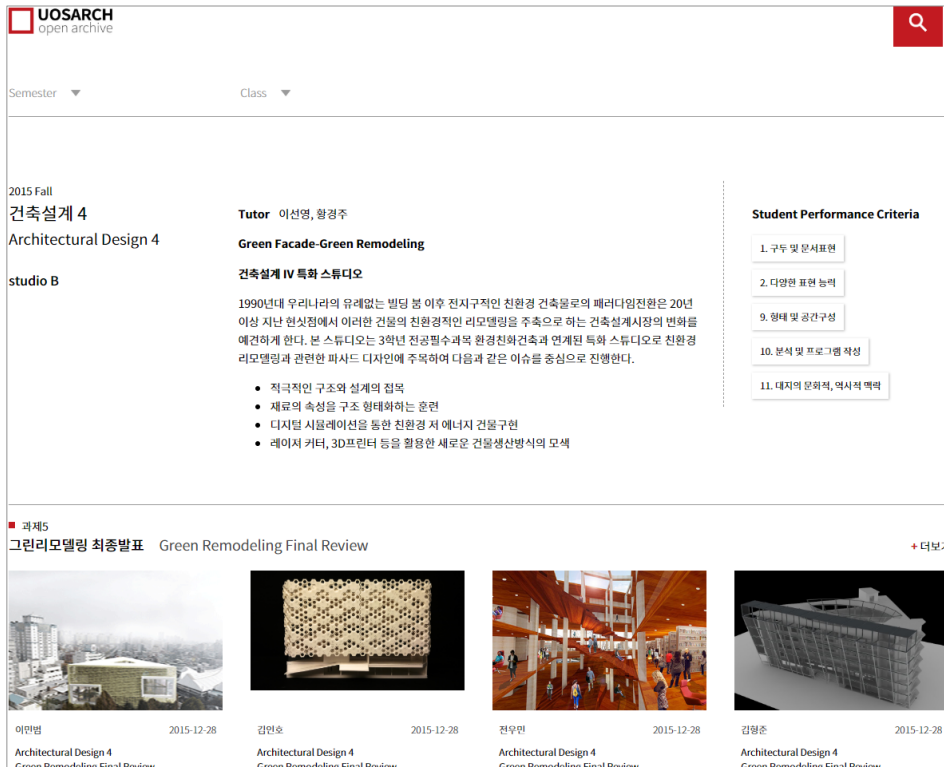 UOSARCH
open archive
Semester
Class
2015 Fall
건축설계 4
Architectural Design 4
studio B
Tutor 이선영, 황경주
Green Facade-Green Remodeling
건축설계 IV 특화 스튜디오
1990년대 우리나라의 유례없는 빌딩 붐 이후 전지구적인 친환경 건축물로의 패러다임전환은 20년
이상 지난 현싯점에서 이러한 건물의 친환경적인 리모델링을 주축으로 하는 건축설계시장의 변화를
예견하게 한다. 본 스튜디오는 3학년 전공필수과목 환경친화건축과 연계된 특화 스튜디오로 친환경
리모델링과 관련한 파사드 디자인에 주목하여 다음과 같은 이슈를 중심으로 진행한다.
적극적인 구조와 설계의 접목
재료의 속성을 구조 형태화하는 훈련
디지털 시뮬레이션을 통한 친환경 저 에너지 건물구현
레이저 커터, 3D프린터 등을 활용한 새로운 건물생산방식의 모색
Student Performance Criteria
1. 구두 및 문서표현
2. 다양한 표현 능력
9. 형태 및 공간구성
10. 분석 및 프로그램 작성
11. 대지의 문화적, 역사적 맥락
과제5
그린리모델링 최종발표 Green Remodeling Final Review
+ 더보기
이민범 2015-12-28
Architectural Design 4
Green Remodeling Final Review
김인호 2015-12-28
Architectural Design 4
Green Remodeling Final Review
전우민 2015-12-28
Architectural Design 4
Green Remodeling Final Review
김형준 2015-12-28
Architectural Design 4
Green Remodeling Final Review